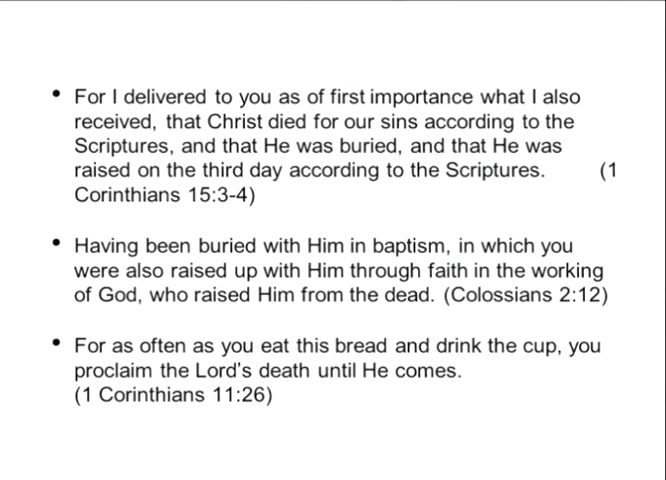 • For I delivered to you as of first importance what I also
received, that Christ died for our sins according to the
Scriptures, and that He was buried, and that He was
raised on the third day according to the Scriptures. (1
Corinthians 15:3-4)
• Having been buried with Him in baptism, in which you
were also raised up with Him through faith in the working
of God, who raised Him from the dead. (Colossians 2:12)
• For as often as you eat this bread and drink the cup, you
proclaim the Lord's death until He comes.
(1 Corinthians 11:26)